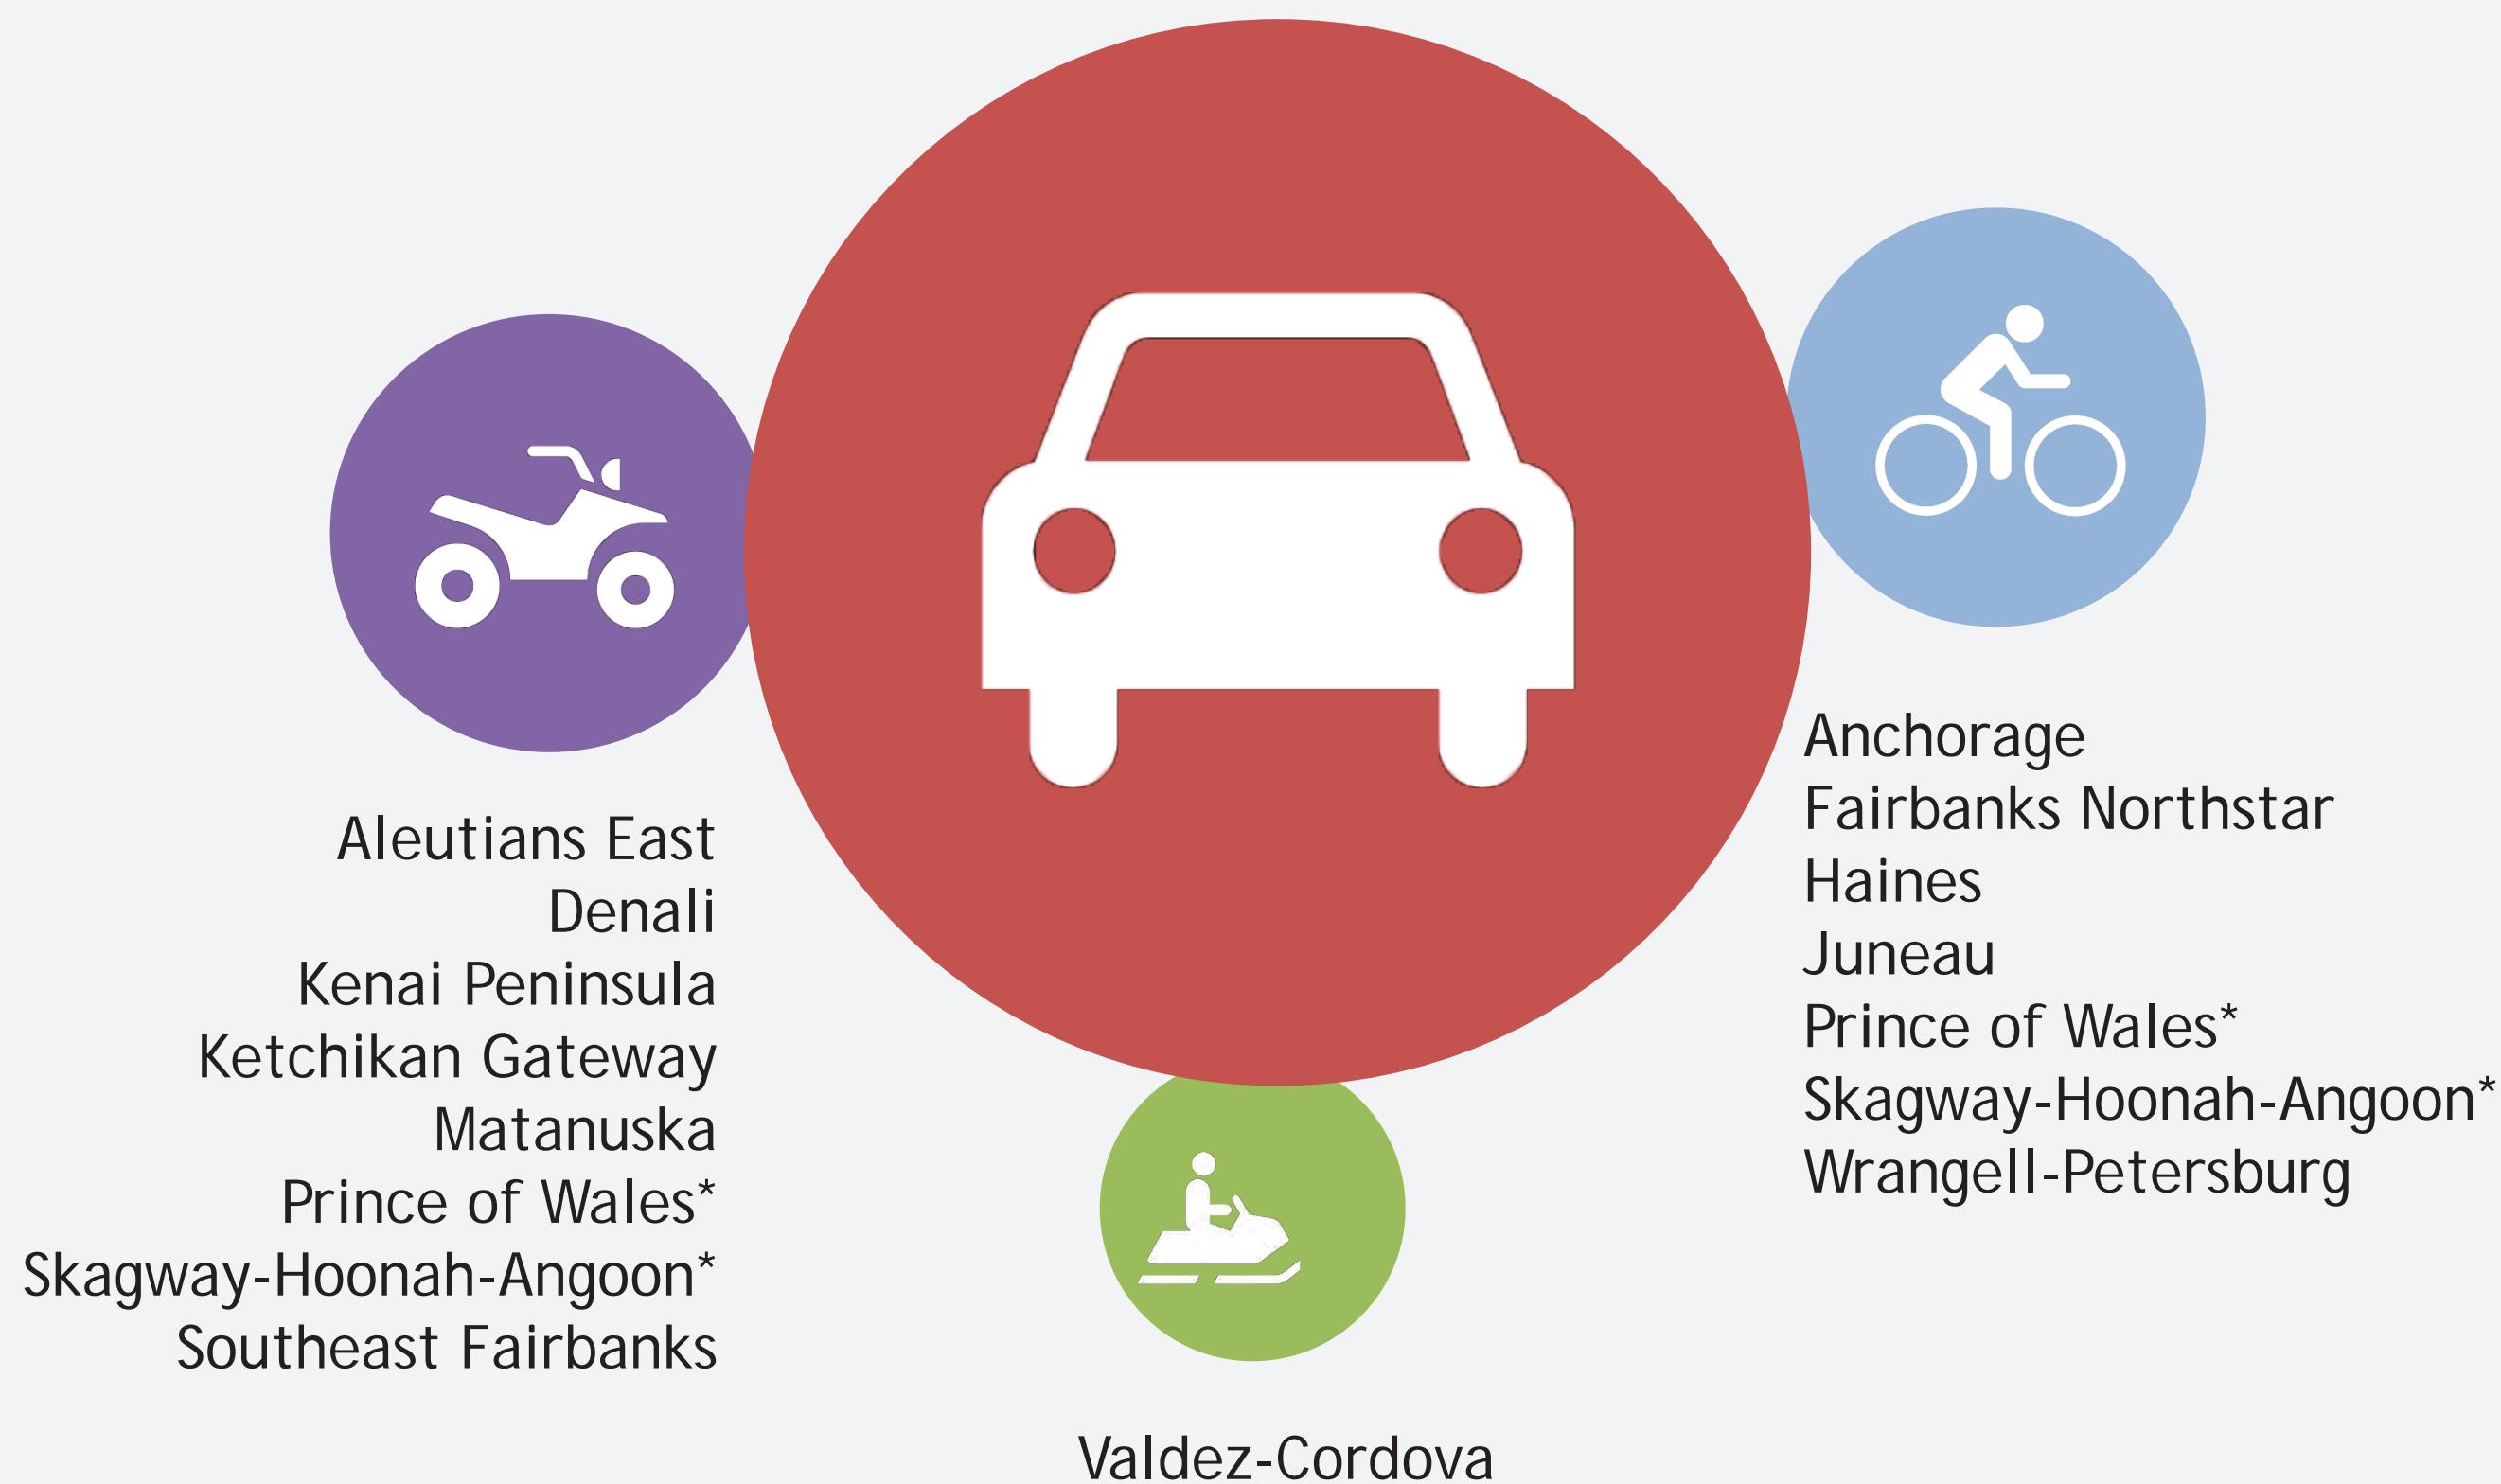 Aleutians East
Denali
Kenai Peninsula
Ketchikan Gateway
Matanuska
Prince of Wales*
Skagway-Hoonah-Angoon*
Southeast Fairbanks
Anchorage
Fairbanks Northstar
Haines
Juneau
Prince of Wales*
Skagway-Hoonah-Angoon*
Wrangell-Petersburg
Valdez-Cordova